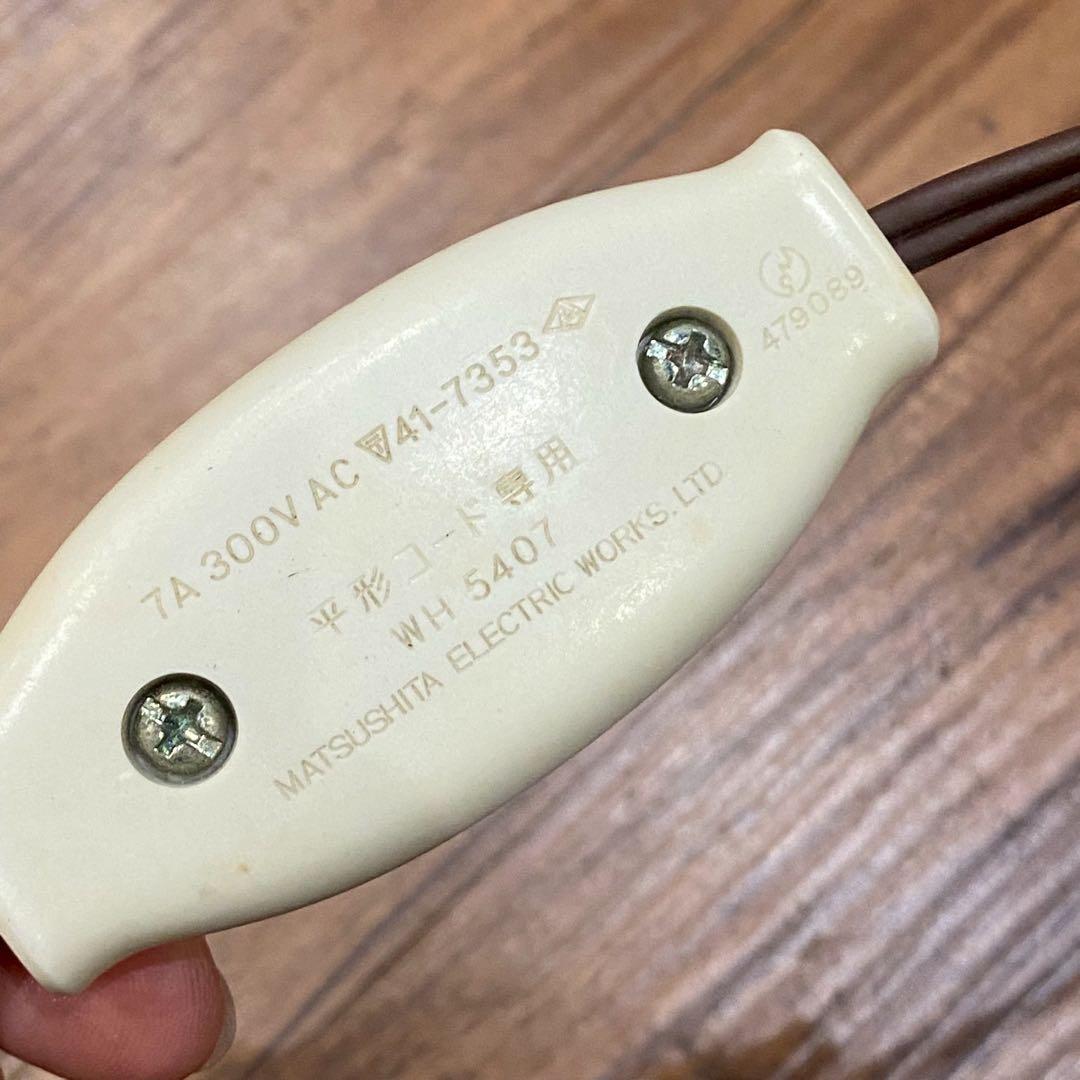 7A 300V AC 〒41-7353
平形コード専用
WH 5407
MATSUSHITA ELECTRIC WORKS.LTD
479089